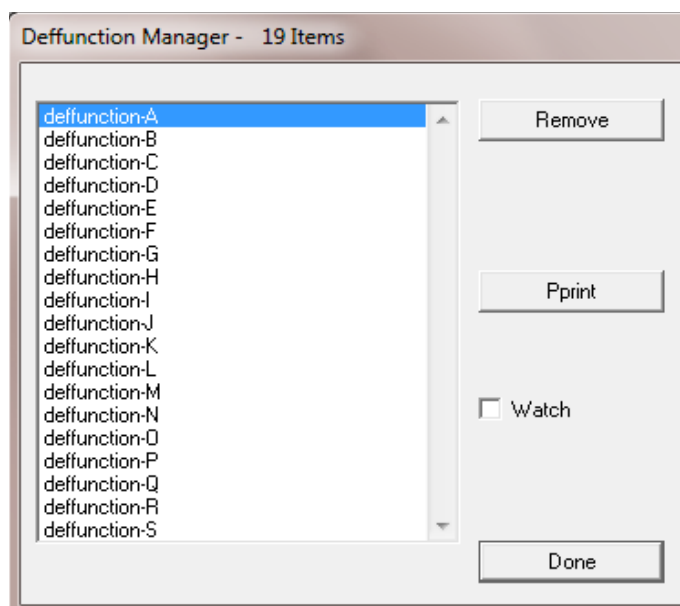 Deffunction Manager - 19 Items
deffunction-A
deffunction-B
deffunction-C
deffunction-D
deffunction-E
deffunction-F
deffunction-G
deffunction-H
deffunction-I
deffunction-J
deffunction-K
deffunction-L
deffunction-M
deffunction-N
deffunction-O
deffunction-P
deffunction-Q
deffunction-R
deffunction-S
Remove
Pprint
Watch
Done